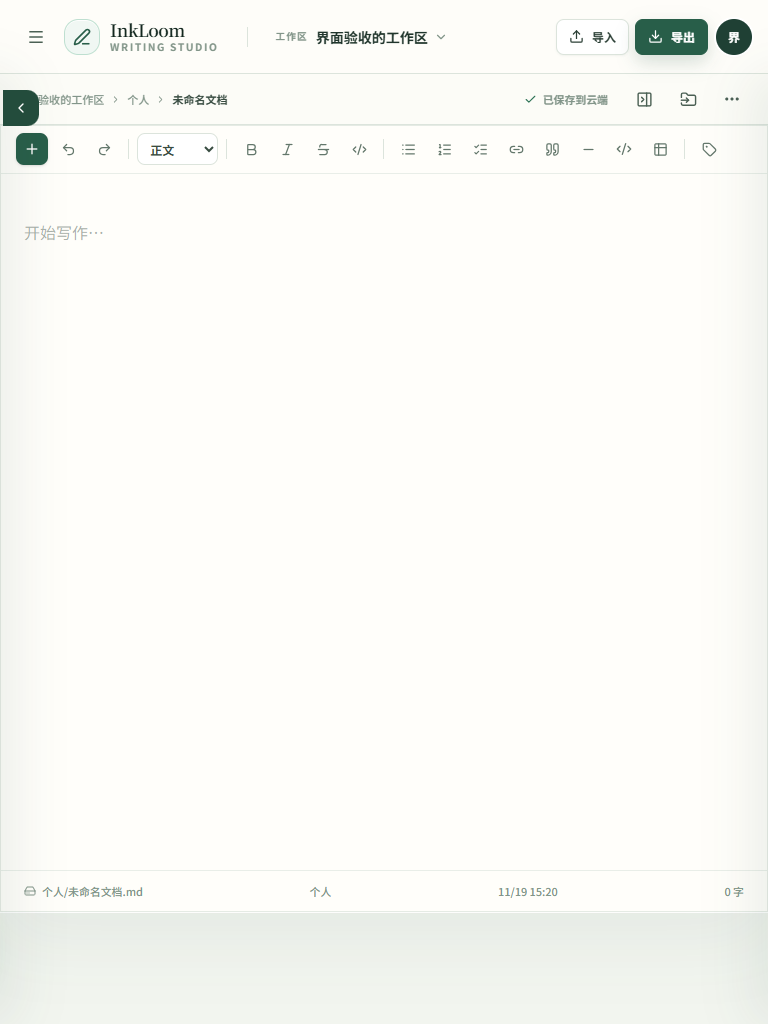 InkLoom
WRITING STUDIO
工作区 界面验收的工作区
导入
导出
界
验收的工作区 > 个人 > 未命名文档
已保存到云端
正文
开始写作…
个人/未命名文档.md
个人
11/19 15:20
0 字